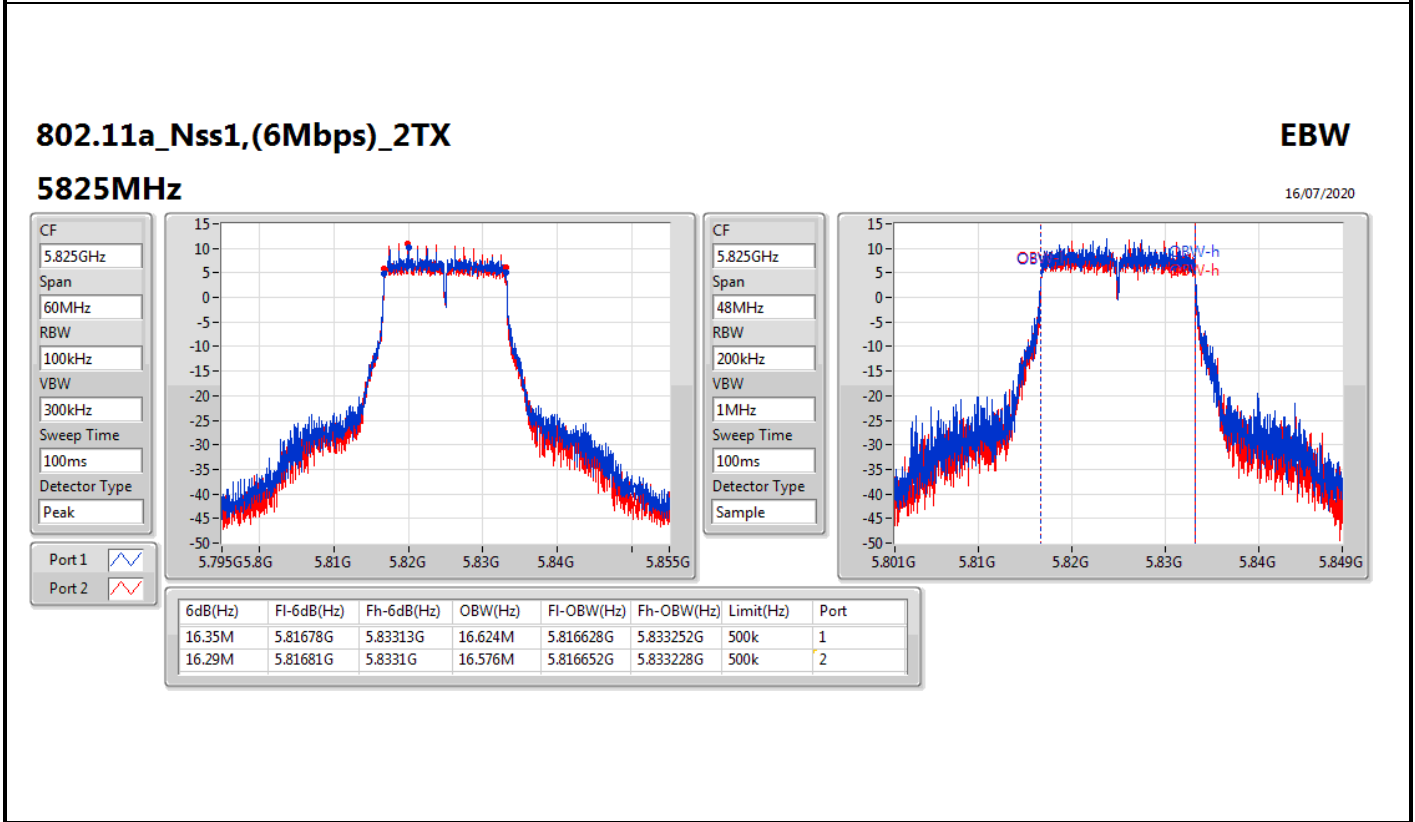 802.11a_Nss1,(6Mbps)_2TX EBW
5825MHz 16/07/2020
CF
5.825GHz
Span
60MHz
RBW
100kHz
VBW
300kHz
Sweep Time
100ms
Detector Type
Peak
Port 1
Port 2
15
10
5
0
-5
-10
-15
-20
-25
-30
-35
-40
-45
-50
5.795G 5.8G 5.81G 5.82G 5.83G 5.84G 5.855G
CF
5.825GHz
Span
48MHz
RBW
200kHz
VBW
1MHz
Sweep Time
100ms
Detector Type
Sample
15
10
5
0
-5
-10
-15
-20
-25
-30
-35
-40
-45
-50
OBW-h
5.801G 5.81G 5.82G 5.83G 5.84G 5.849G
6dB(Hz) Fl-6dB(Hz) Fh-6dB(Hz) OBW(Hz) Fl-OBW(Hz) Fh-OBW(Hz) Limit(Hz) Port
16.35M 5.81678G 5.83313G 16.624M 5.816628G 5.833252G 500k 1
16.29M 5.81681G 5.8331G 16.576M 5.816652G 5.833228G 500k 2